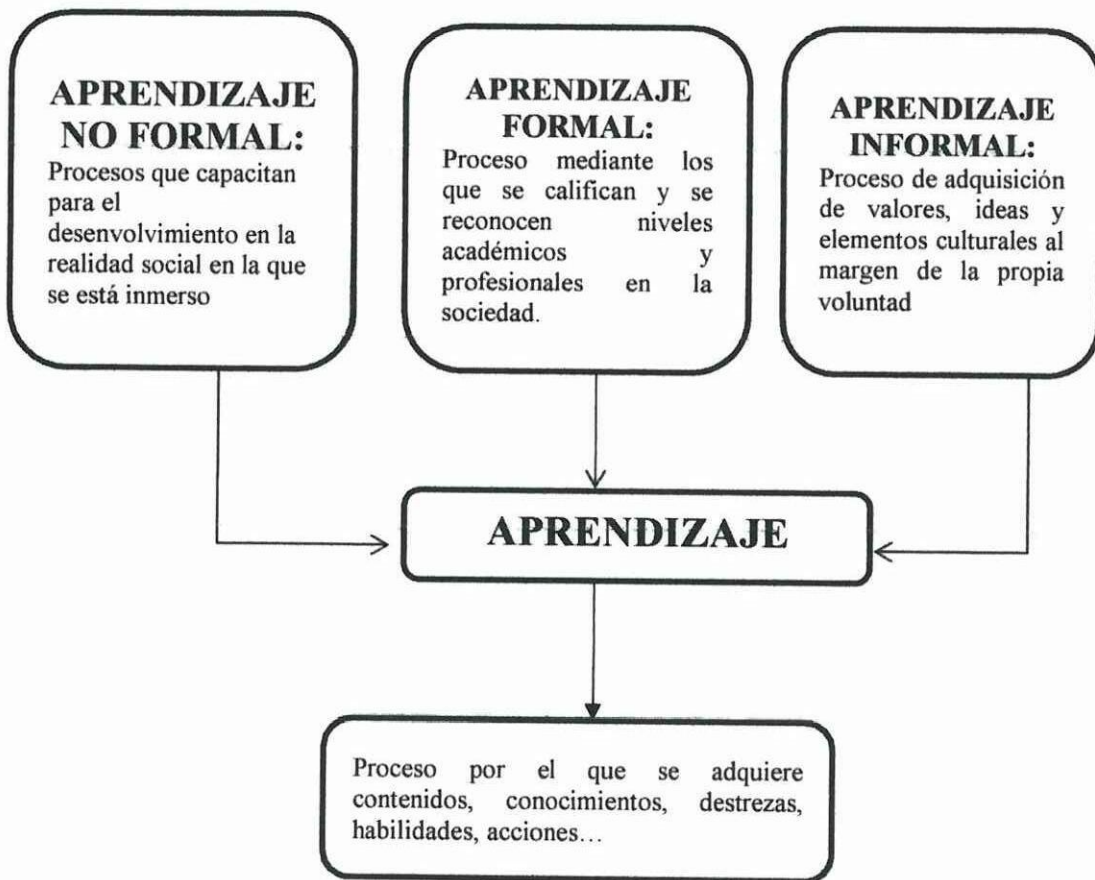 APRENDIZAJE
NO FORMAL:
Procesos que capacitan
para el
desenvolvimiento en la
realidad social en la que
se está inmerso
APRENDIZAJE
FORMAL:
Proceso mediante los
que se califican y se
reconocen niveles
académicos y
profesionales en la
sociedad.
APRENDIZAJE
INFORMAL:
Proceso de adquisición
de valores, ideas y
elementos culturales al
margen de la propia
voluntad
APRENDIZAJE
Proceso por el que se adquiere
contenidos, conocimientos, destrezas,
habilidades, acciones…